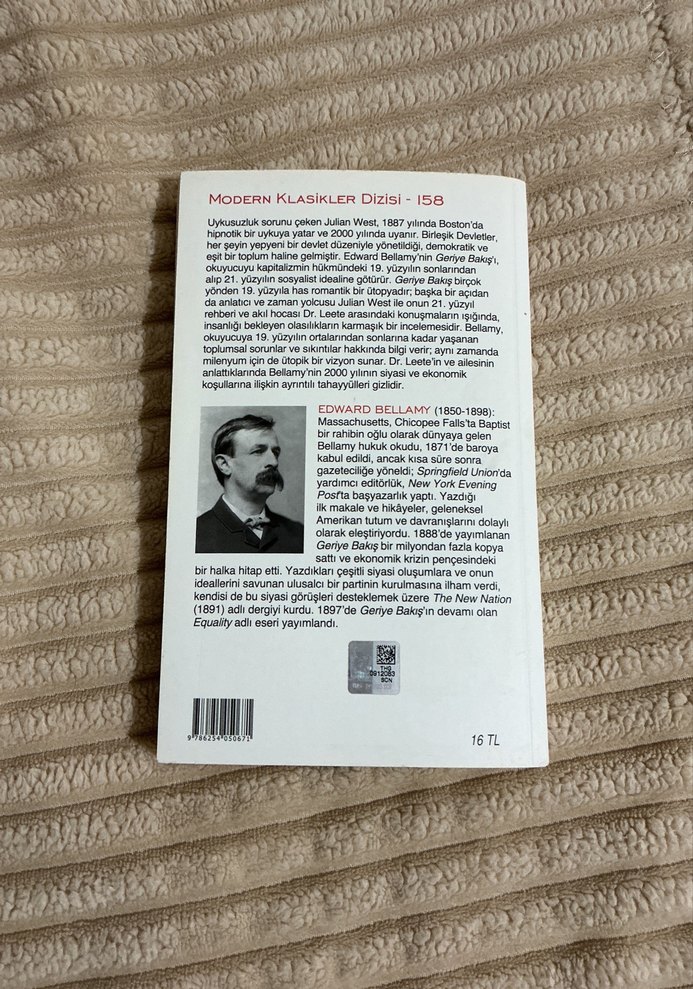 MODERN KLASİKLER DİZİSİ - 158
Uykusuzluk sorunu çeken Julian West, 1887 yılında Boston'da
hipnotik bir uykuya yatar ve 2000 yılında uyanır. Birleşik Devletler,
her şeyin yepyeni bir devlet düzeniyle yönetildiği, demokratik ve
eşit bir toplum haline gelmiştir. Edward Bellamy'nin Geriye Bakış'ı,
okuyucuyu kapitalizmin hükmündeki 19. yüzyılın sonlarından
alıp 21. yüzyılın sosyalist idealine götürür. Geriye Bakış birçok
yönden 19. yüzyıla has romantik bir ütopyadır; başka bir açıdan
da anlatıcı ve zaman yolcusu Julian West ile onun 21. yüzyıl
rehberi ve akıl hocası Dr. Leete arasındaki konuşmaların ışığında,
insanlığı bekleyen olasılıkların karmaşık bir incelemesidir. Bellamy,
okuyucuya 19. yüzyılın ortalarından sonlarına kadar yaşanan
toplumsal sorunlar ve sıkıntılar hakkında bilgi verir; aynı zamanda
milenyum için de ütopik bir vizyon sunar. Dr. Leete'in ve ailesinin
anlattıklarında Bellamy'nin 2000 yılının siyasi ve ekonomik
koşullarına ilişkin ayrıntılı tahayyülleri gizlidir.
EDWARD BELLAMY (1850-1898):
Massachusetts, Chicopee Falls'ta Baptist
bir rahibin oğlu olarak dünyaya gelen
Bellamy hukuk okudu, 1871'de baroya
kabul edildi, ancak kısa süre sonra
gazeteciliğe yöneldi; Springfield Union'da
yardımcı editörlük, New York Evening
Post'ta başyazarlık yaptı. Yazdığı
ilk makale ve hikâyeler, geleneksel
Amerikan tutum ve davranışlarını dolaylı
olarak eleştiriyordu. 1888'de yayımlanan
Geriye Bakış bir milyondan fazla kopya
sattı ve ekonomik krizin pençesindeki
bir halka hitap etti. Yazdıkları çeşitli siyasi oluşumlara ve onun
ideallerini savunan ulusalcı bir partinin kurulmasına ilham verdi,
kendisi de bu siyasi görüşleri desteklemek üzere The New Nation
(1891) adlı dergiyi kurdu. 1897'de Geriye Bakış'ın devamı olan
Equality adlı eseri yayımlandı.
THG
0912083
SCN
9 786254 050671
16 TL